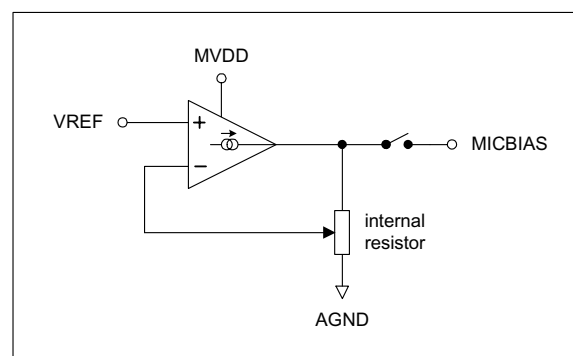 MVDD
VREF
+
−
MICBIAS
internal
resistor
AGND